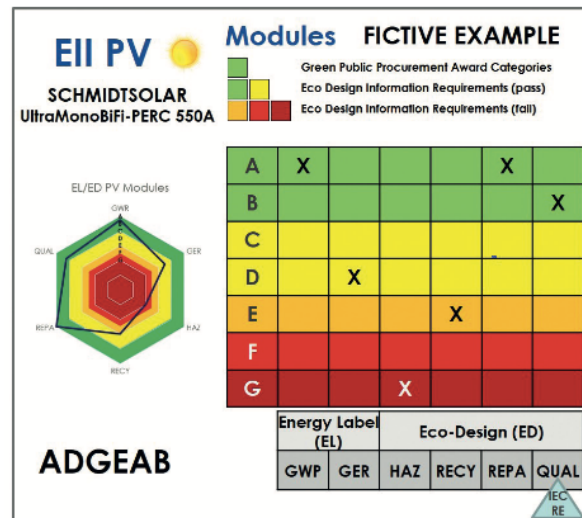 EII PV
Modules FICTIVE EXAMPLE
Green Public Procurement Award Categories
Eco Design Information Requirements (pass)
Eco Design Information Requirements (fail)
SCHMIDTSOLAR
UltraMonoBiFi-PERC 550A
EL/ED PV Modules
GWR
GER
HAZ
RECY
REPA
QUAL
A B C D E F G
A X X
B X
C
D X
E X
F
G X
Energy Label (EL)
Eco-Design (ED)
GWP GER HAZ RECY REPA QUAL
IEC
RE
ADGEAB